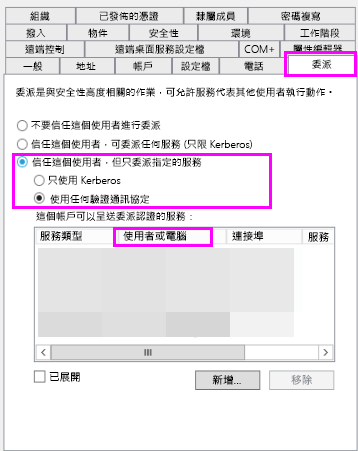 組織 已發佈的憑證 隸屬成員 密碼複寫
撥入 物件 安全性 環境 工作階段
遠端控制 遠端桌面服務設定檔 COM+ 屬性編輯器
一般 地址 帳戶 設定檔 電話 委派
委派是與安全性高度相關的作業，可允許服務代表其他使用者執行動作。
不要信任這個使用者進行委派
信任這個使用者，可委派任何服務 (只限 Kerberos)
信任這個使用者，但只委派指定的服務
只使用 Kerberos
使用任何驗證通訊協定
這個帳戶可以呈送委派認證的服務：
服務類型 使用者或電腦 連接埠 服務
已展開
新增... 移除